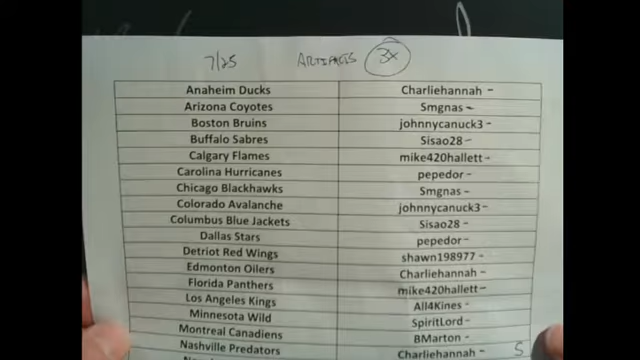 7/25 ARTIFACTS 3x
Anaheim Ducks Charliehannah -
Arizona Coyotes Smgnas -
Boston Bruins johnnycanuck3 -
Buffalo Sabres Sisao28 -
Calgary Flames mike420hallett -
Carolina Hurricanes pepedor -
Chicago Blackhawks Smgnas -
Colorado Avalanche johnnycanuck3 -
Columbus Blue Jackets Sisao28 -
Dallas Stars pepedor -
Detriot Red Wings shawn198977 -
Edmonton Oilers Charliehannah -
Florida Panthers mike420hallett -
Los Angeles Kings All4Kines -
Minnesota Wild SpiritLord -
Montreal Canadiens BMarton -
Nashville Predators Charliehannah - 5